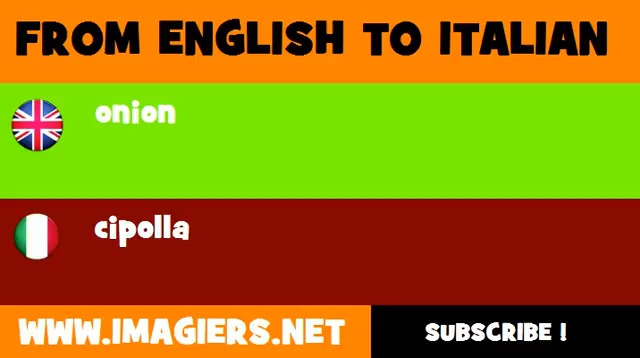 FROM ENGLISH TO ITALIAN
onion
cipolla
WWW.IMAGIERS.NET
SUBSCRIBE !